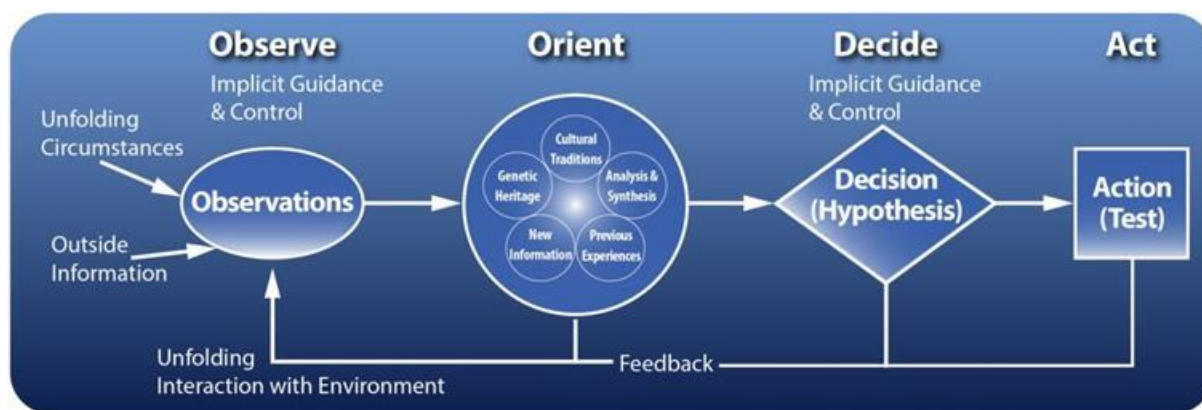 Observe
Implicit Guidance
& Control
Orient
Decide
Implicit Guidance
& Control
Act
Unfolding
Circumstances
Outside
Information
Observations
Cultural
Traditions
Genetic
Heritage
Analysis &
Synthesis
New
Information
Previous
Experiences
Decision
(Hypothesis)
Action
(Test)
Unfolding
Interaction with Environment
Feedback